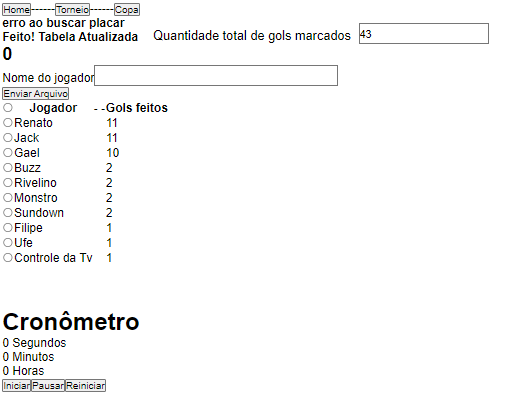 Home------Torneio------Copa
erro ao buscar placar
Feito! Tabela Atualizada Quantidade total de gols marcados 43
0
Nome do jogador
Enviar Arquivo
Jogador - -Gols feitos
Renato 11
Jack 11
Gael 10
Buzz 2
Rivelino 2
Monstro 2
Sundown 2
Filipe 1
Ufe 1
Controle da Tv 1
Cronômetro
0 Segundos
0 Minutos
0 Horas
Iniciar Pausar Reiniciar